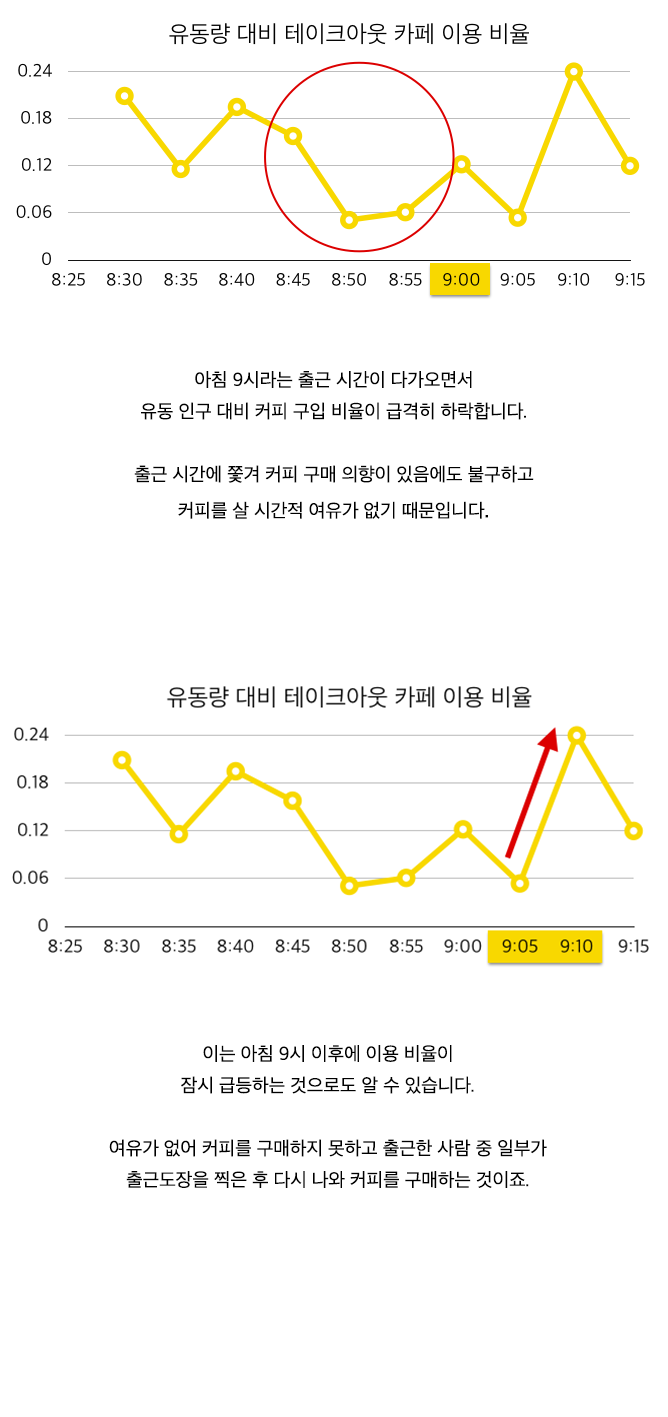 유동량 대비 테이크아웃 카페 이용 비율
0.24
0.18
0.12
0.06
0
8:25 8:30 8:35 8:40 8:45 8:50 8:55 9:00 9:05 9:10 9:15
아침 9시라는 출근 시간이 다가오면서
유동 인구 대비 커피 구입 비율이 급격히 하락합니다.
출근 시간에 쫓겨 커피 구매 의향이 있음에도 불구하고
커피를 살 시간적 여유가 없기 때문입니다.
유동량 대비 테이크아웃 카페 이용 비율
0.24
0.18
0.12
0.06
0
8:25 8:30 8:35 8:40 8:45 8:50 8:55 9:00 9:05 9:10 9:15
이는 아침 9시 이후에 이용 비율이
잠시 급등하는 것으로도 알 수 있습니다.
여유가 없어 커피를 구매하지 못하고 출근한 사람 중 일부가
출근도장을 찍은 후 다시 나와 커피를 구매하는 것이죠.